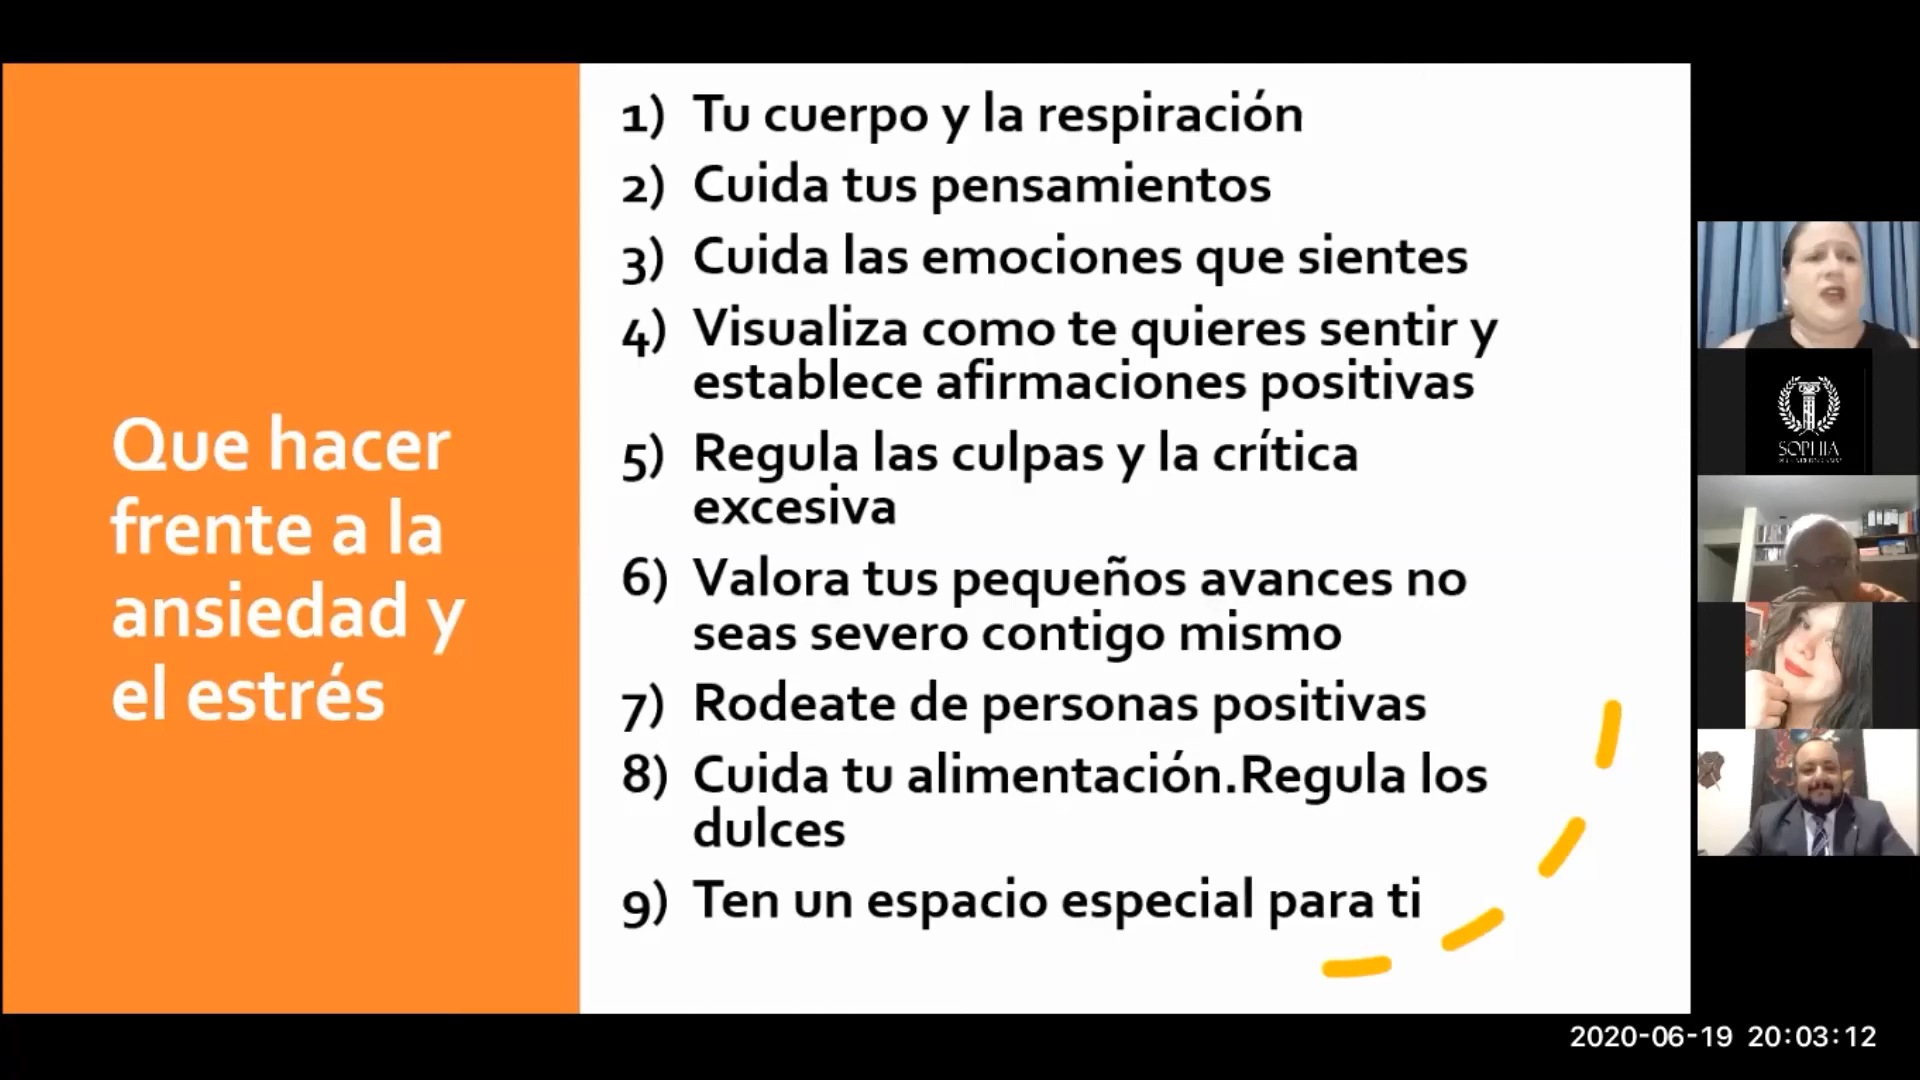 Que hacer
frente a la
ansiedad y
el estrés
1) Tu cuerpo y la respiración
2) Cuida tus pensamientos
3) Cuida las emociones que sientes
4) Visualiza como te quieres sentir y
establece afirmaciones positivas
5) Regula las culpas y la crítica
excesiva
6) Valora tus pequeños avances no
seas severo contigo mismo
7) Rodeate de personas positivas
8) Cuida tu alimentación.Regula los
dulces
9) Ten un espacio especial para ti
SOPHIA
2020-06-19 20:03:12